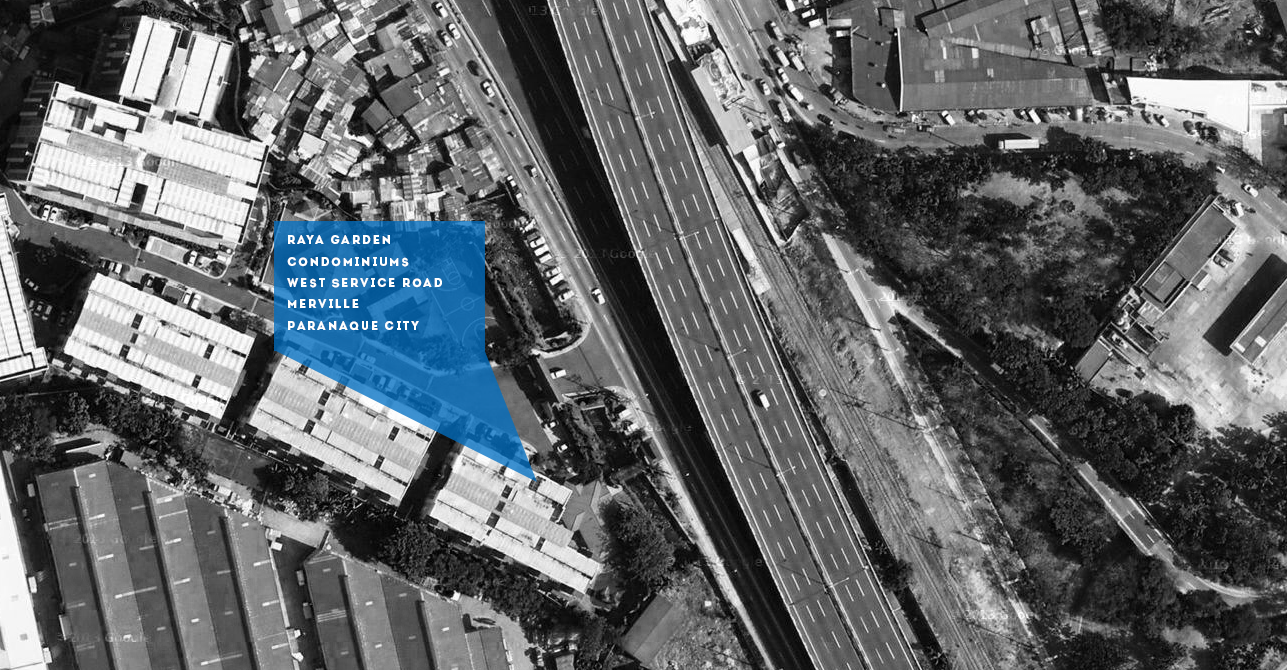 RAYA GARDEN
CONDOMINIUMS
WEST SERVICE ROAD
MERVILLE
PARANAQUE CITY